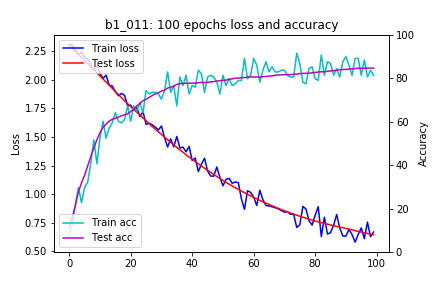 b1_011: 100 epochs loss and accuracy
Train loss
Test loss
Train acc
Test acc
Loss
2.25
2.00
1.75
1.50
1.25
1.00
0.75
0.50
Accuracy
100
80
60
40
20
0
0 20 40 60 80 100